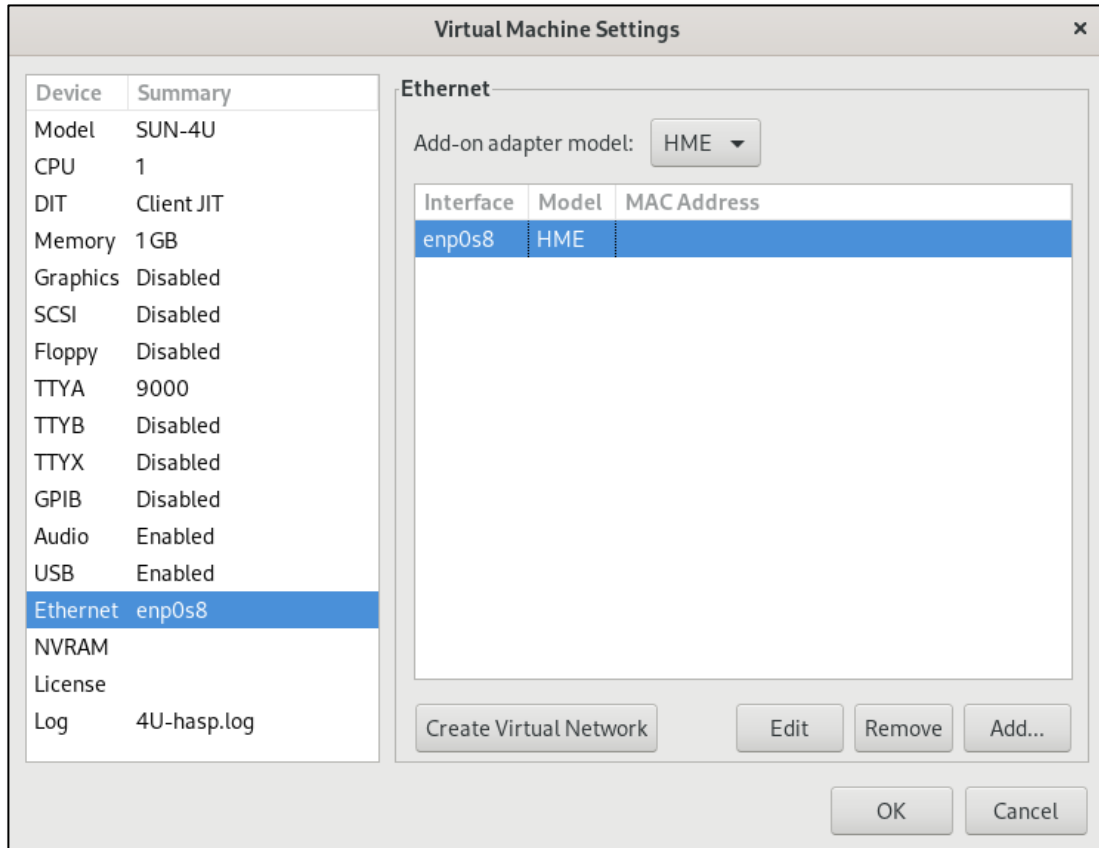 Virtual Machine Settings ×
Device Summary
Model SUN-4U
CPU 1
DIT Client JIT
Memory 1 GB
Graphics Disabled
SCSI Disabled
Floppy Disabled
TTYA 9000
TTYB Disabled
TTYX Disabled
GPIB Disabled
Audio Enabled
USB Enabled
Ethernet enp0s8
NVRAM
License
Log 4U-hasp.log
Ethernet
Add-on adapter model: HME
Interface Model MAC Address
enp0s8 HME
Create Virtual Network Edit Remove Add...
OK Cancel